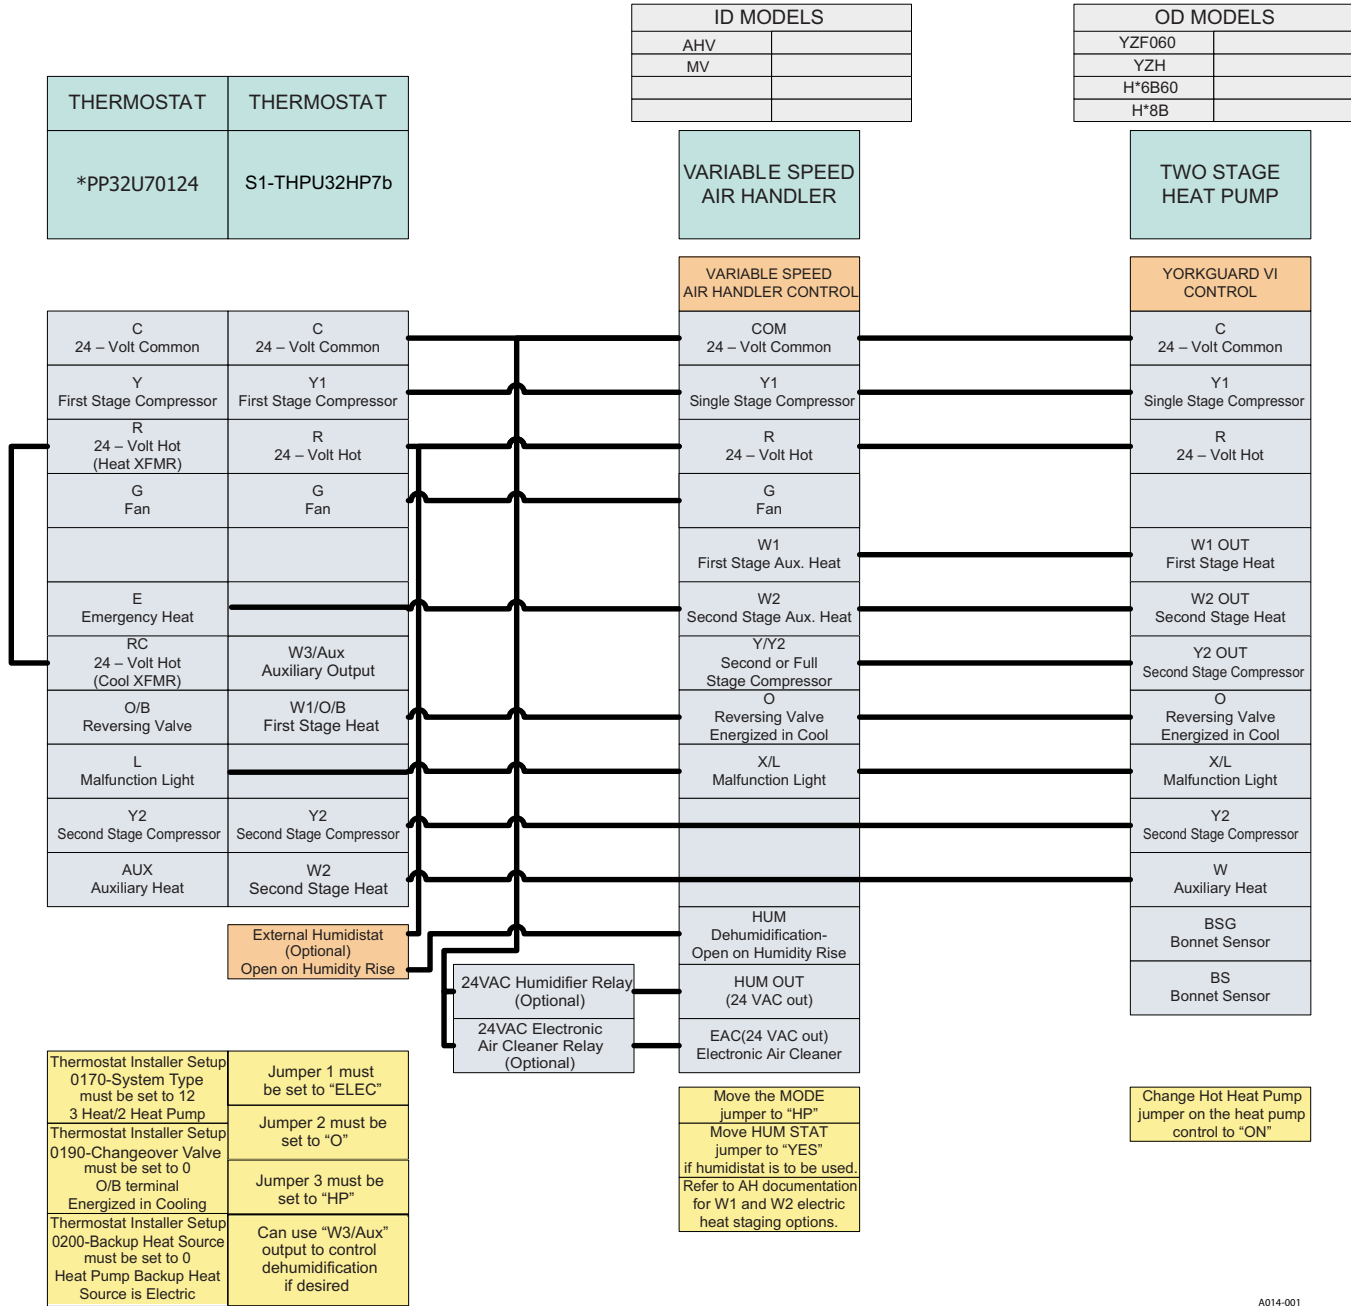 ID MODELS
AHV
MV
OD MODELS
YZF060
YZH
H*6B60
H*8B
THERMOSTAT
THERMOSTAT
*PP32U70124
S1-THPU32HP7b
VARIABLE SPEED
AIR HANDLER
TWO STAGE
HEAT PUMP
VARIABLE SPEED
AIR HANDLER CONTROL
YORKGUARD VI
CONTROL
C
24 – Volt Common
C
24 – Volt Common
COM
24 – Volt Common
C
24 – Volt Common
Y
First Stage Compressor
Y1
First Stage Compressor
Y1
Single Stage Compressor
Y1
Single Stage Compressor
R
24 – Volt Hot
(Heat XFMR)
R
24 – Volt Hot
R
24 – Volt Hot
R
24 – Volt Hot
G
Fan
G
Fan
G
Fan
W1
First Stage Aux. Heat
W1 OUT
First Stage Heat
E
Emergency Heat
W2
Second Stage Aux. Heat
W2 OUT
Second Stage Heat
RC
24 – Volt Hot
(Cool XFMR)
W3/Aux
Auxiliary Output
Y/Y2
Second or Full
Stage Compressor
Y2 OUT
Second Stage Compressor
O/B
Reversing Valve
W1/O/B
First Stage Heat
O
Reversing Valve
Energized in Cool
O
Reversing Valve
Energized in Cool
L
Malfunction Light
X/L
Malfunction Light
X/L
Malfunction Light
Y2
Second Stage Compressor
Y2
Second Stage Compressor
Y2
Second Stage Compressor
AUX
Auxiliary Heat
W2
Second Stage Heat
W
Auxiliary Heat
External Humidistat
(Optional)
Open on Humidity Rise
HUM
Dehumidification-
Open on Humidity Rise
BSG
Bonnet Sensor
24VAC Humidifier Relay
(Optional)
HUM OUT
(24 VAC out)
BS
Bonnet Sensor
24VAC Electronic
Air Cleaner Relay
(Optional)
EAC(24 VAC out)
Electronic Air Cleaner
Thermostat Installer Setup
0170-System Type
must be set to 12
3 Heat/2 Heat Pump
Thermostat Installer Setup
0190-Changeover Valve
must be set to 0
O/B terminal
Energized in Cooling
Thermostat Installer Setup
0200-Backup Heat Source
must be set to 0
Heat Pump Backup Heat
Source is Electric
Jumper 1 must
be set to “ELEC”
Jumper 2 must be
set to “O”
Jumper 3 must be
set to “HP”
Can use “W3/Aux”
output to control
dehumidification
if desired
Move the MODE
jumper to “HP”
Move HUM STAT
jumper to “YES”
if humidistat is to be used.
Refer to AH documentation
for W1 and W2 electric
heat staging options.
Change Hot Heat Pump
jumper on the heat pump
control to “ON”
A014-001